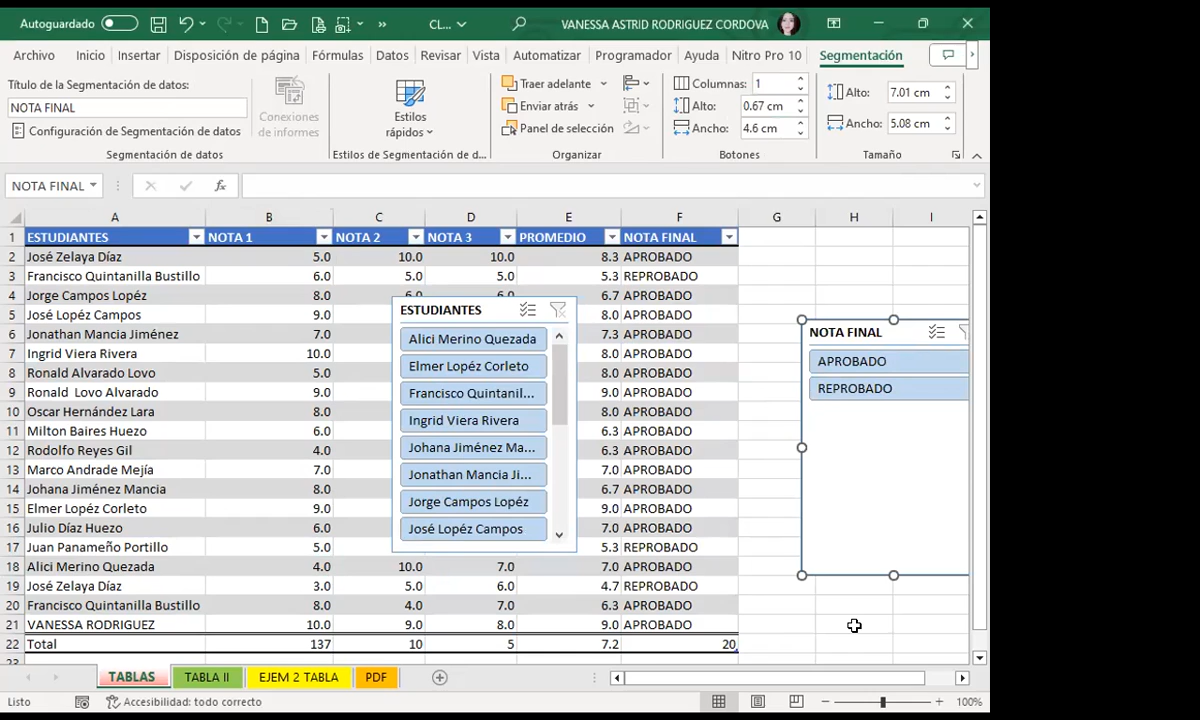 Autoguardado
CL...
VANESSA ASTRID RODRIGUEZ CORDOVA
Archivo Inicio Insertar Disposición de página Fórmulas Datos Revisar Vista Automatizar Programador Ayuda Nitro Pro 10 Segmentación
Título de la Segmentación de datos:
NOTA FINAL
Configuración de Segmentación de datos
Segmentación de datos
Conexiones de informes
Estilos rápidos
Estilos de Segmentación de d...
Traer adelante
Enviar atrás
Panel de selección
Organizar
Columnas: 1
Alto: 0.67 cm
Ancho: 4.6 cm
Botones
Alto: 7.01 cm
Ancho: 5.08 cm
Tamaño
NOTA FINAL fx
A B C D E F G H I
1 ESTUDIANTES NOTA 1 NOTA 2 NOTA 3 PROMEDIO NOTA FINAL
2 José Zelaya Díaz 5.0 10.0 10.0 8.3 APROBADO
3 Francisco Quintanilla Bustillo 6.0 5.0 5.0 5.3 REPROBADO
4 Jorge Campos Lopéz 8.0 6.0 6.0 6.7 APROBADO
5 José Lopéz Campos 9.0 8.0 APROBADO
6 Jonathan Mancia Jiménez 7.0 7.3 APROBADO
7 Ingrid Viera Rivera 10.0 8.0 APROBADO
8 Ronald Alvarado Lovo 5.0 8.0 APROBADO
9 Ronald Lovo Alvarado 9.0 9.0 APROBADO
10 Oscar Hernández Lara 8.0 8.0 APROBADO
11 Milton Baires Huezo 6.0 6.3 APROBADO
12 Rodolfo Reyes Gil 4.0 6.3 APROBADO
13 Marco Andrade Mejía 7.0 7.0 APROBADO
14 Johana Jiménez Mancia 8.0 6.7 APROBADO
15 Elmer Lopéz Corleto 9.0 9.0 APROBADO
16 Julio Díaz Huezo 6.0 7.0 APROBADO
17 Juan Panameño Portillo 5.0 5.3 REPROBADO
18 Alici Merino Quezada 4.0 10.0 7.0 7.0 APROBADO
19 José Zelaya Díaz 3.0 5.0 6.0 4.7 REPROBADO
20 Francisco Quintanilla Bustillo 8.0 4.0 7.0 6.3 APROBADO
21 VANESSA RODRIGUEZ 10.0 9.0 8.0 9.0 APROBADO
22 Total 137 10 5 7.2 20
ESTUDIANTES
Alici Merino Quezada
Elmer Lopéz Corleto
Francisco Quintanil...
Ingrid Viera Rivera
Johana Jiménez Ma...
Jonathan Mancia Ji...
Jorge Campos Lopéz
José Lopéz Campos
NOTA FINAL
APROBADO
REPROBADO
TABLAS TABLA II EJEM 2 TABLA PDF
Listo Accesibilidad: todo correcto 100%